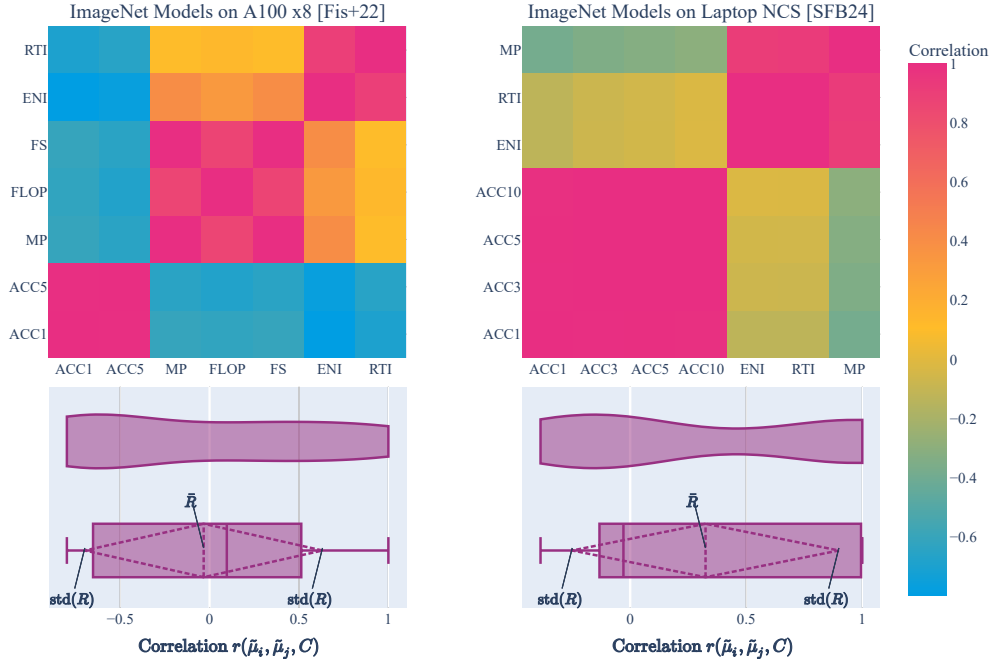 ImageNet Models on A100 x8 [Fis+22]
RTI
ENI
FS
FLOP
MP
ACC5
ACC1
ACC1 ACC5 MP FLOP FS ENI RTI
R̄
std(R) std(R)
−0.5 0 0.5 1
Correlation r(μ̃ᵢ, μ̃ⱼ, C)
ImageNet Models on Laptop NCS [SFB24]
MP
RTI
ENI
ACC10
ACC5
ACC3
ACC1
ACC1 ACC3 ACC5 ACC10 ENI RTI MP
R̄
std(R) std(R)
0 1
Correlation r(μ̃ᵢ, μ̃ⱼ, C)
Correlation
1
0.8
0.6
0.4
0.2
0
−0.2
−0.4
−0.6